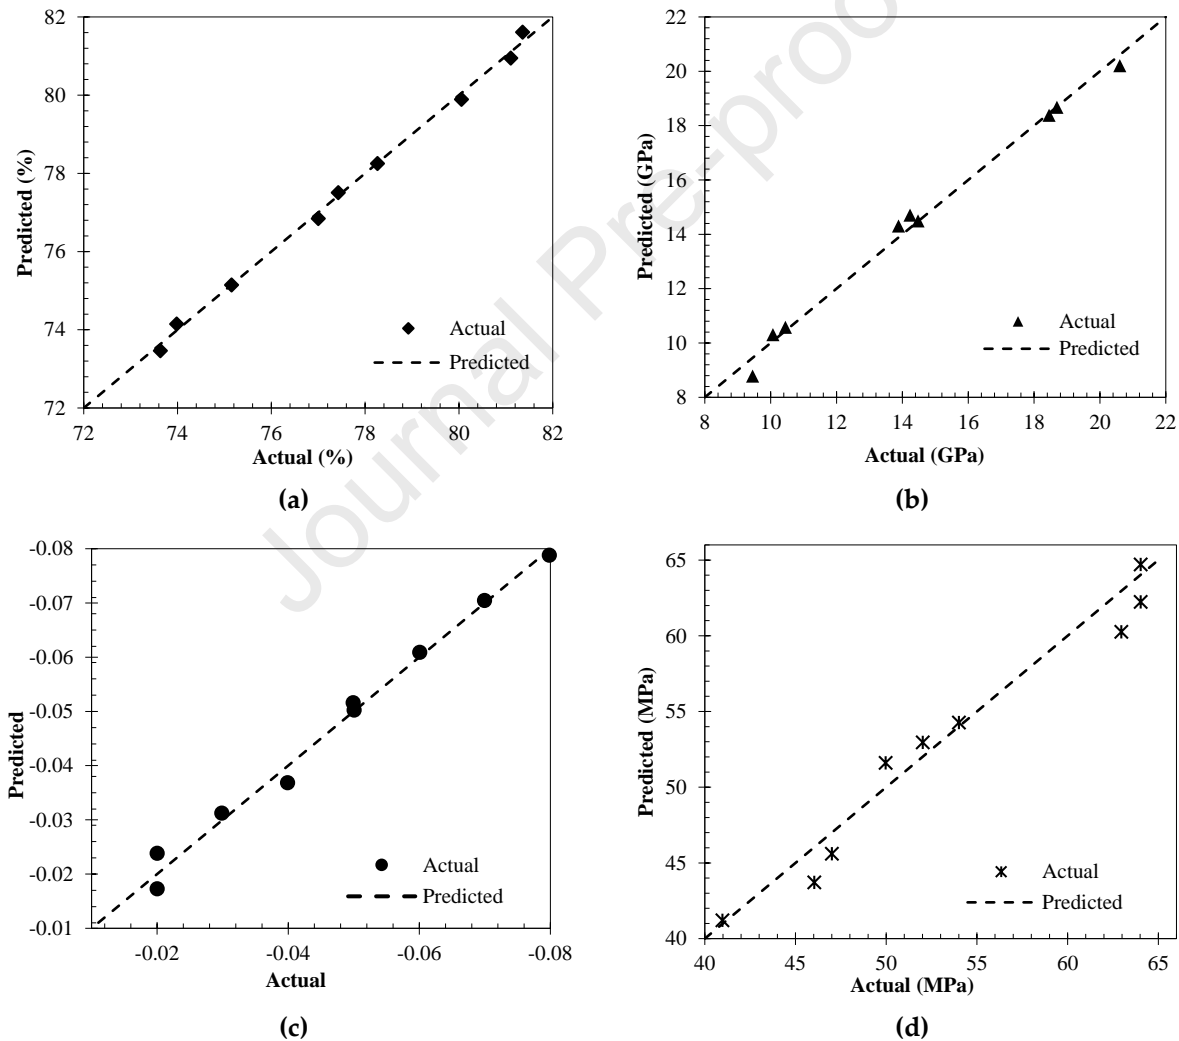 82
80
78
76
74
72
72 74 76 78 80 82
Predicted (%)
Actual (%)
Actual
Predicted
(a)
22
20
18
16
14
12
10
8
8 10 12 14 16 18 20 22
Predicted (GPa)
Actual (GPa)
Actual
Predicted
(b)
Journal Pre-proo
-0.08
-0.07
-0.06
-0.05
-0.04
-0.03
-0.02
-0.01
-0.02 -0.04 -0.06 -0.08
Predicted
Actual
Actual
Predicted
(c)
65
60
55
50
45
40
40 45 50 55 60 65
Predicted (MPa)
Actual (MPa)
Actual
Predicted
(d)